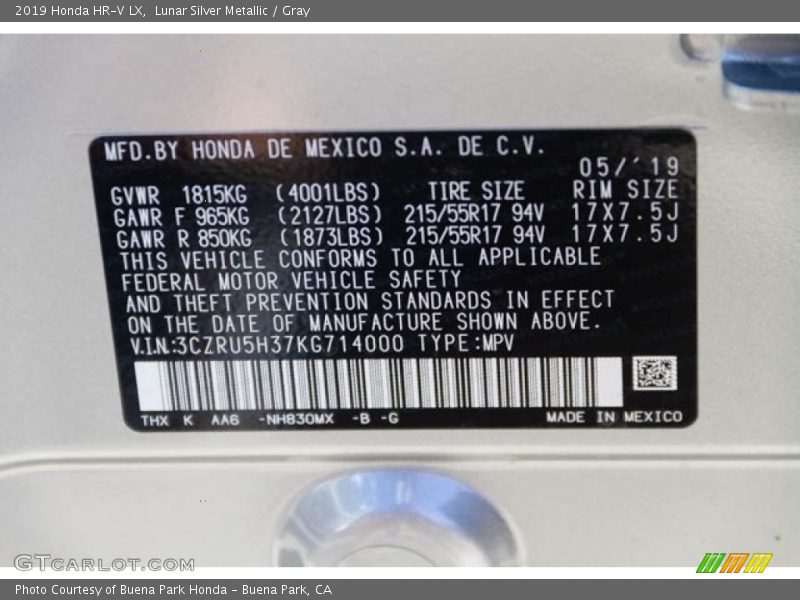 2019 Honda HR-V LX,  Lunar Silver Metallic / Gray
MFD.BY HONDA DE MEXICO S.A. DE C.V.
05/'19
GVWR 1815KG (4001LBS) TIRE SIZE RIM SIZE
GAWR F 965KG (2127LBS) 215/55R17 94V 17X7.5J
GAWR R 850KG (1873LBS) 215/55R17 94V 17X7.5J
THIS VEHICLE CONFORMS TO ALL APPLICABLE
FEDERAL MOTOR VEHICLE SAFETY
AND THEFT PREVENTION STANDARDS IN EFFECT
ON THE DATE OF MANUFACTURE SHOWN ABOVE.
V.I.N:3CZRU5H37KG714000 TYPE:MPV
THX K AA6 -NH830MX -B -G MADE IN MEXICO
GTCARLOT.COM
Photo Courtesy of Buena Park Honda - Buena Park, CA